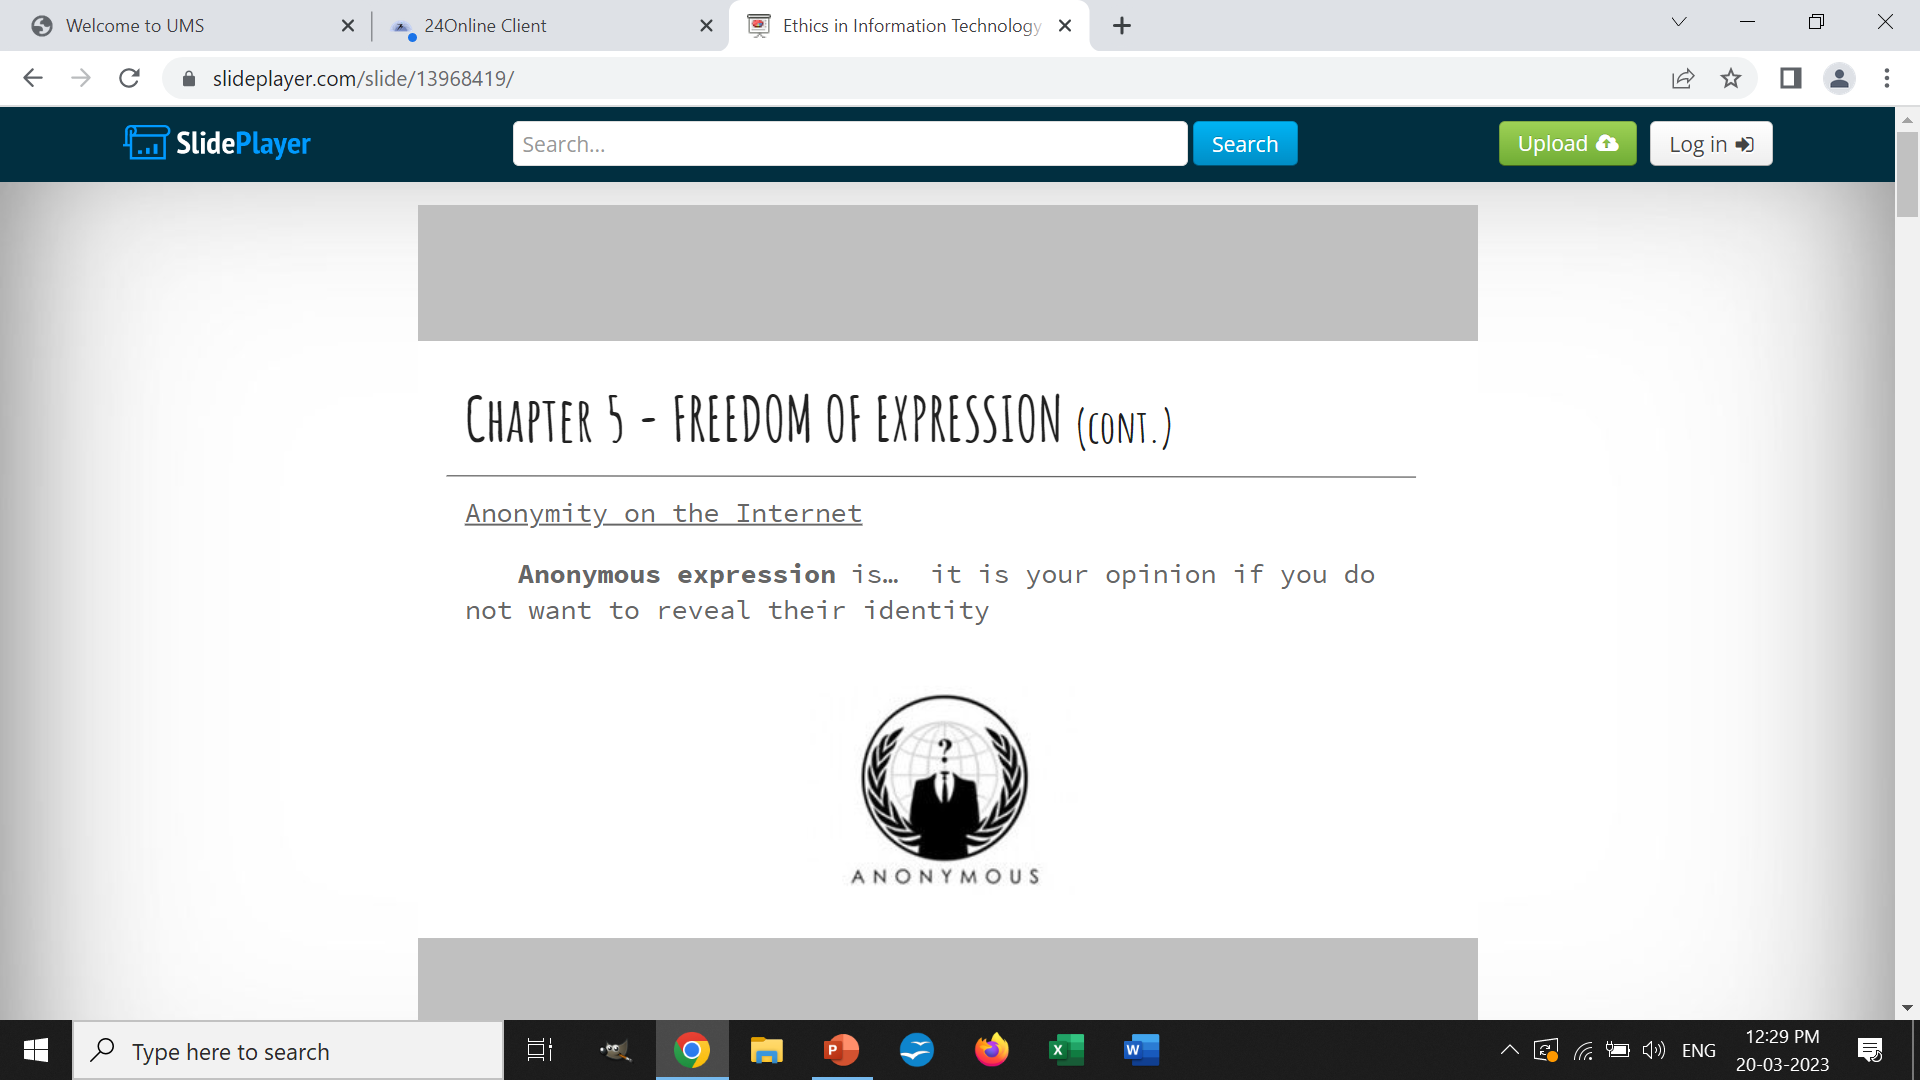 Welcome to UMS
24Online Client
Ethics in Information Technology
slideplayer.com/slide/13968419/
SlidePlayer
Search...
Search
Upload
Log in
CHAPTER 5 - FREEDOM OF EXPRESSION (CONT.)
Anonymity on the Internet
Anonymous expression is… it is your opinion if you do
not want to reveal their identity
?
ANONYMOUS
Type here to search
P
X
W
ENG
12:29 PM
20-03-2023